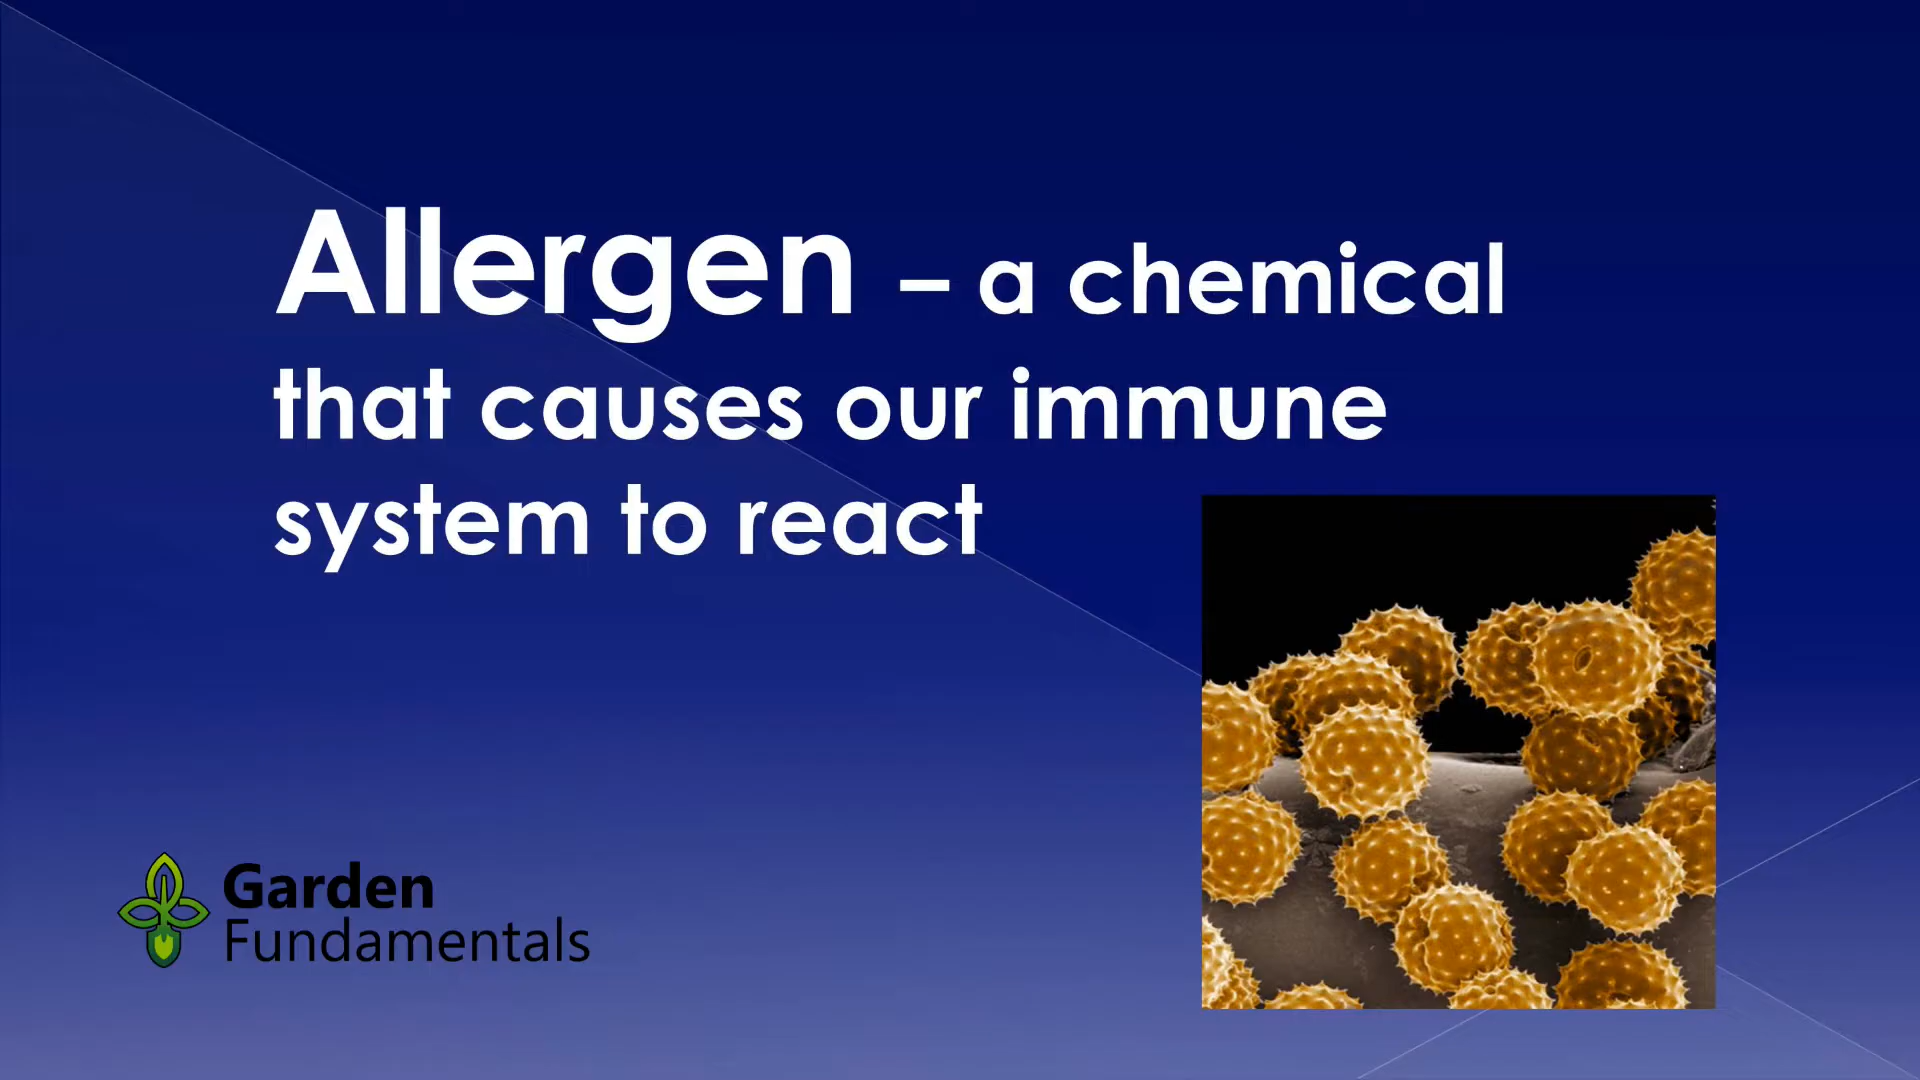 Allergen – a chemical
that causes our immune
system to react
Garden
Fundamentals